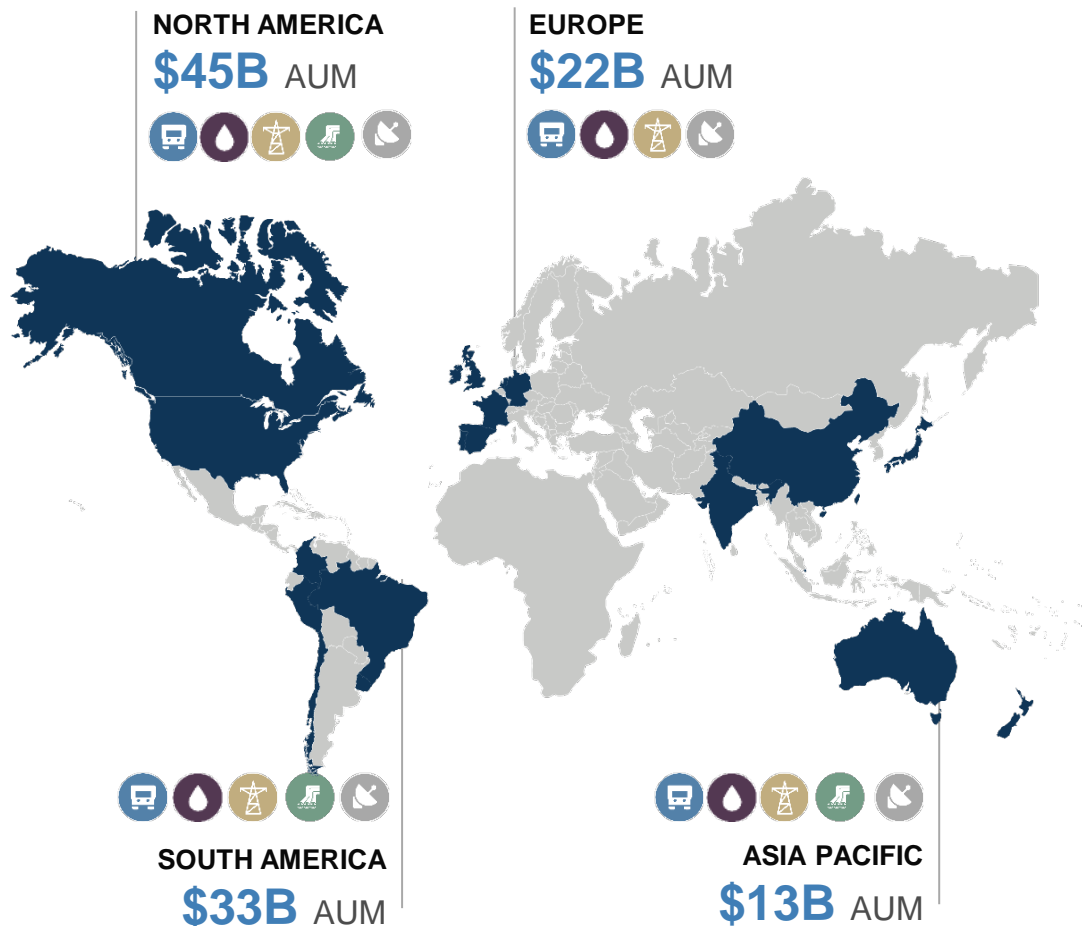 NORTH AMERICA
$45B AUM
EUROPE
$22B AUM
SOUTH AMERICA
$33B AUM
ASIA PACIFIC
$13B AUM